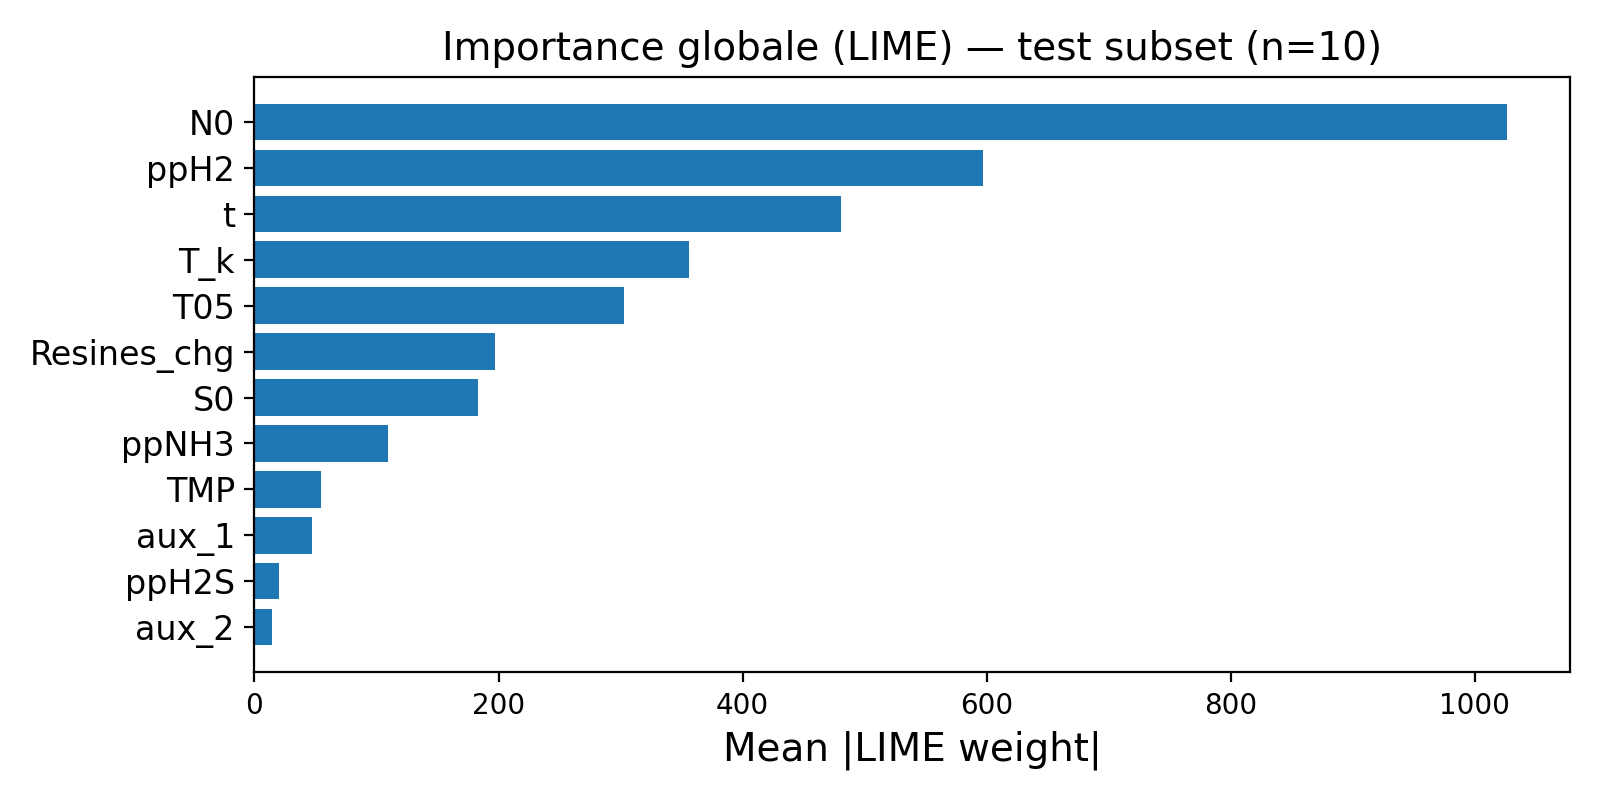 Importance globale (LIME) — test subset (n=10)
N0
ppH2
t
T_k
T05
Resines_chg
S0
ppNH3
TMP
aux_1
ppH2S
aux_2
0 200 400 600 800 1000
Mean |LIME weight|